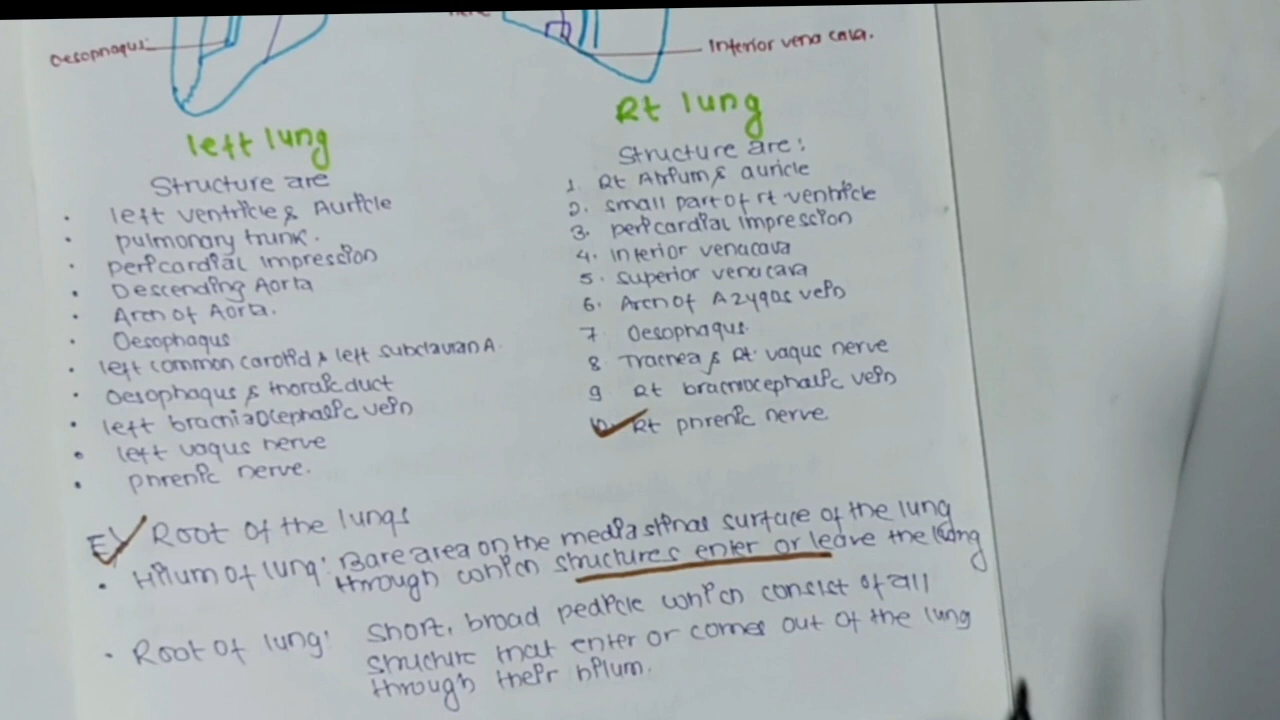 Oesophagus:
Inferior vena cava.
left lung
Structure are
• left ventricle & Auricle
• pulmonary trunk.
• pericardial impression
• Descending Aorta
• Arch of Aorta.
• Oesophagus
• left common carotid & left subclavian A.
• oesophagus & thoraic duct
• left brachiaocephalic vein
• left vagus nerve
• phrenic nerve.
Rt lung
Structure are:
1. Rt Atrium & auricle
2. small part of rt ventricle
3. pericardial impression
4. inferior venacava
5. superior venacava
6. Arch of Azygos vein
7 Oesophagus.
8 Trachea & Rt. vagus nerve
9 Rt brachiocephalic vein
10. Rt phrenic nerve
E) Root of the lungs
• Hilum of lung: Bare area on the mediastinal surface of the lung
through which structures enter or leave the lung
• Root of lung: Short, broad pedicle which consist of all
structure that enter or comes out of the lung
through their hilum.